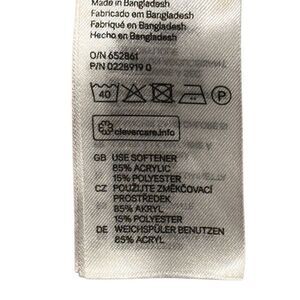 Made in Bangladesh
Fabricado em Bangladesh
Fabriqué en Bangladesh
Hecho en Bangladesh
O/N 652861
P/N 0228919 0
40
P
clevercare.info
GB USE SOFTENER
85% ACRYLIC
15% POLYESTER
CZ POUŽIJTE ZMĚKČOVACÍ
PROSTŘEDEK
85% AKRYL
15% POLYESTER
DE WEICHSPÜLER BENUTZEN
85% ACRYL